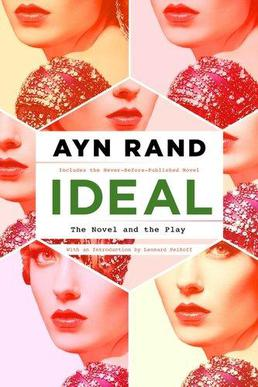 AYN RAND
Includes the Never-Before-Published Novel
IDEAL
The Novel and the Play
With an Introduction by Leonard Peikoff